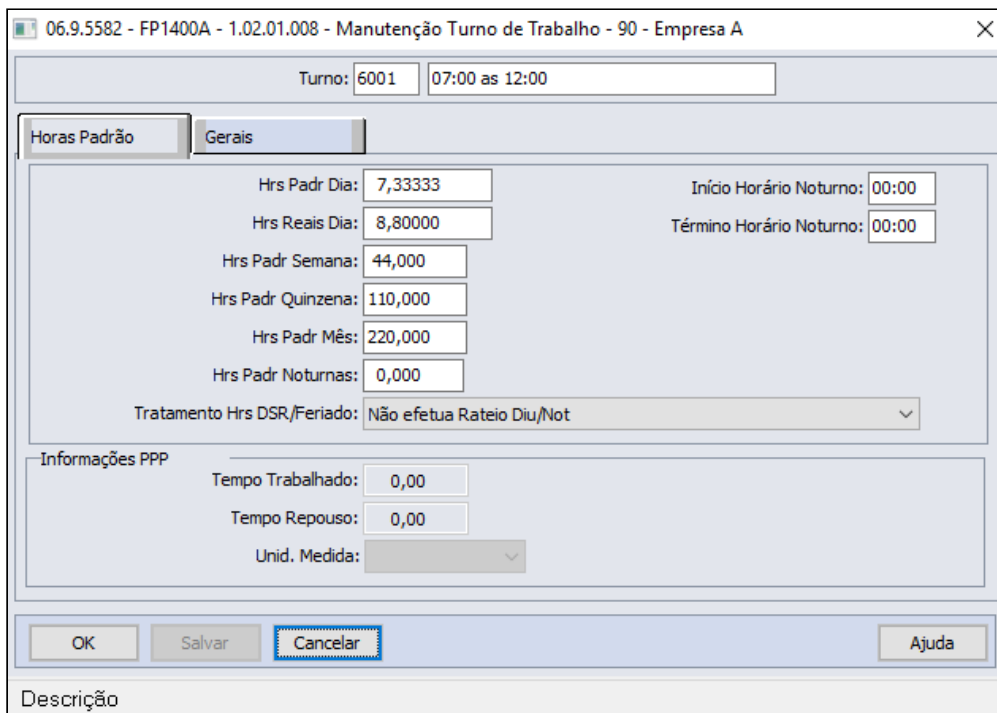 06.9.5582 - FP1400A - 1.02.01.008 - Manutenção Turno de Trabalho - 90 - Empresa A
Turno: 6001 07:00 as 12:00
Horas Padrão Gerais
Hrs Padr Dia: 7,33333 Início Horário Noturno: 00:00
Hrs Reais Dia: 8,80000 Término Horário Noturno: 00:00
Hrs Padr Semana: 44,000
Hrs Padr Quinzena: 110,000
Hrs Padr Mês: 220,000
Hrs Padr Noturnas: 0,000
Tratamento Hrs DSR/Feriado: Não efetua Rateio Diu/Not
Informações PPP
Tempo Trabalhado: 0,00
Tempo Repouso: 0,00
Unid. Medida:
OK Salvar Cancelar Ajuda
Descrição